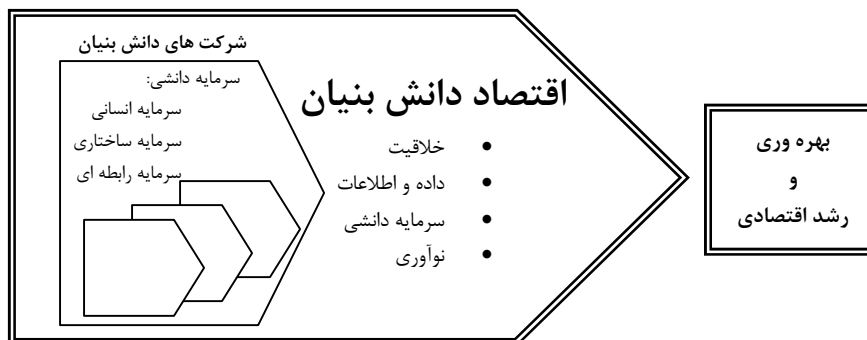 شرکت های دانش بنیان
سرمایه دانشی:
سرمایه انسانی
سرمایه ساختاری
سرمایه رابطه ای
اقتصاد دانش بنیان
• خلاقیت
• داده و اطلاعات
• سرمایه دانشی
• نوآوری
بهره وری
و
رشد اقتصادی